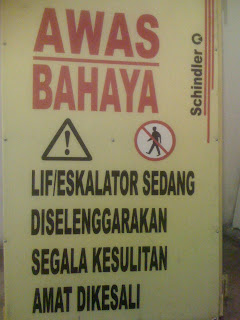 AWAS
BAHAYA
Schindler
LIF/ESKALATOR SEDANG
DISELENGGARAKAN
SEGALA KESULITAN
AMAT DIKESALI